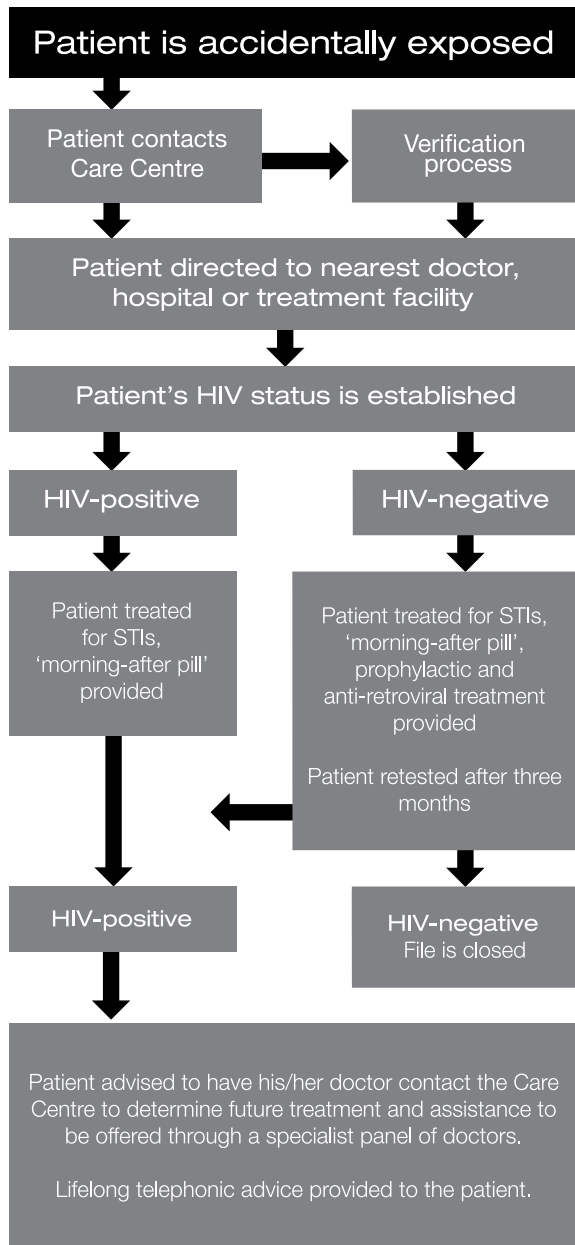 Patient is accidentally exposed
Patient contacts
Care Centre
Verification
process
Patient directed to nearest doctor,
hospital or treatment facility
Patient’s HIV status is established
HIV-positive
HIV-negative
Patient treated
for STIs,
‘morning-after pill’
provided
Patient treated for STIs,
‘morning-after pill’,
prophylactic and
anti-retroviral treatment
provided
Patient retested after three
months
HIV-positive
HIV-negative
File is closed
Patient advised to have his/her doctor contact the Care
Centre to determine future treatment and assistance to
be offered through a specialist panel of doctors.
Lifelong telephonic advice provided to the patient.